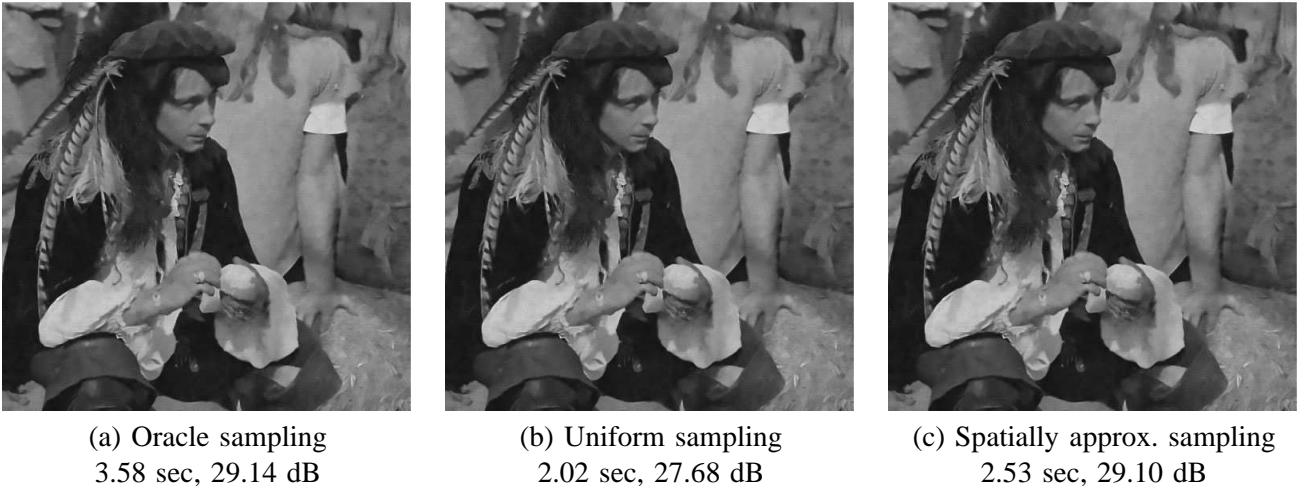 (a) Oracle sampling
3.58 sec, 29.14 dB
(b) Uniform sampling
2.02 sec, 27.68 dB
(c) Spatially approx. sampling
2.53 sec, 29.10 dB